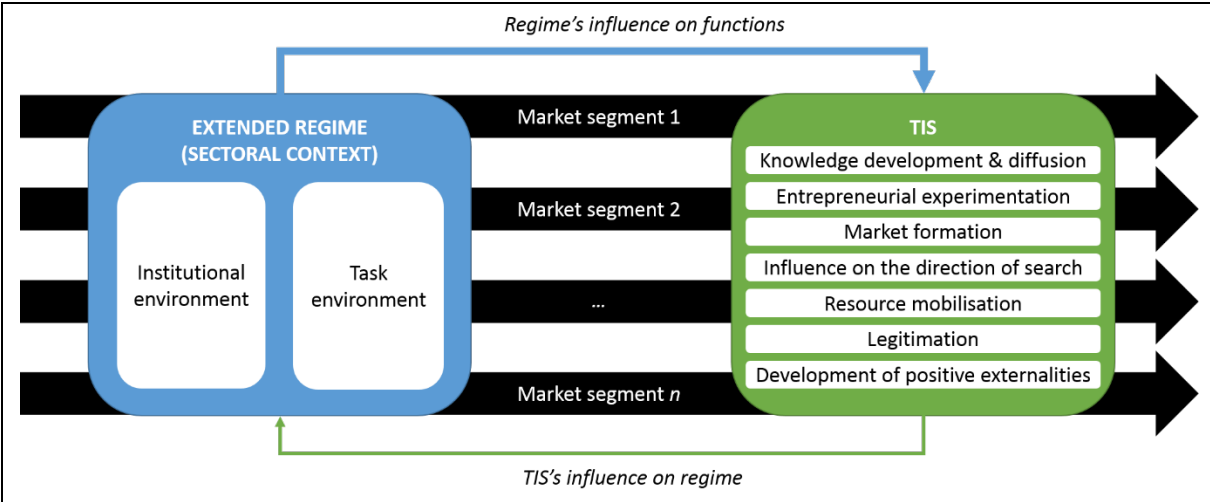 Regime’s influence on functions
EXTENDED REGIME
(SECTORAL CONTEXT)
Institutional
environment
Task
environment
Market segment 1
Market segment 2
...
Market segment n
TIS
Knowledge development & diffusion
Entrepreneurial experimentation
Market formation
Influence on the direction of search
Resource mobilisation
Legitimation
Development of positive externalities
TIS’s influence on regime